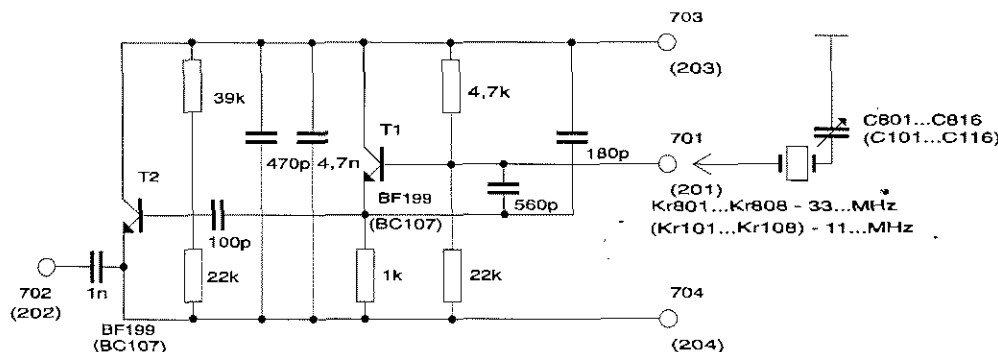 703
(203)
39k
4,7k
T1
C801...C816
(C101...C116)
701
470p
4,7n
180p
(201)
T2
BF199
(BC107)
560p
Kr801...Kr808 - 33...MHz
(Kr101...Kr108) - 11...MHz
100p
22k
1k
22k
702
(202)
1n
704
BF199
(BC107)
(204)